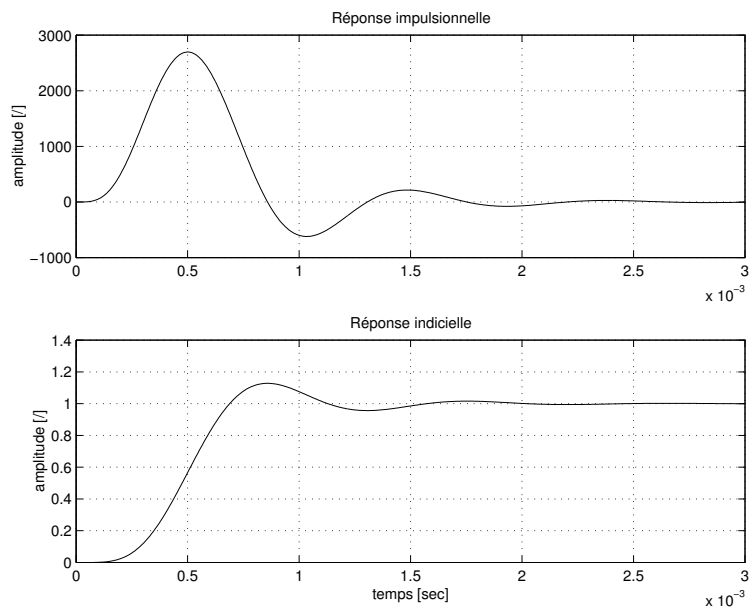 Réponse impulsionnelle
3000
2000
1000
0
−1000
amplitude [/]
0 0.5 1 1.5 2 2.5 3
x 10⁻³
Réponse indicielle
1.4
1.2
1
0.8
0.6
0.4
0.2
0
amplitude [/]
0 0.5 1 1.5 2 2.5 3
temps [sec]
x 10⁻³